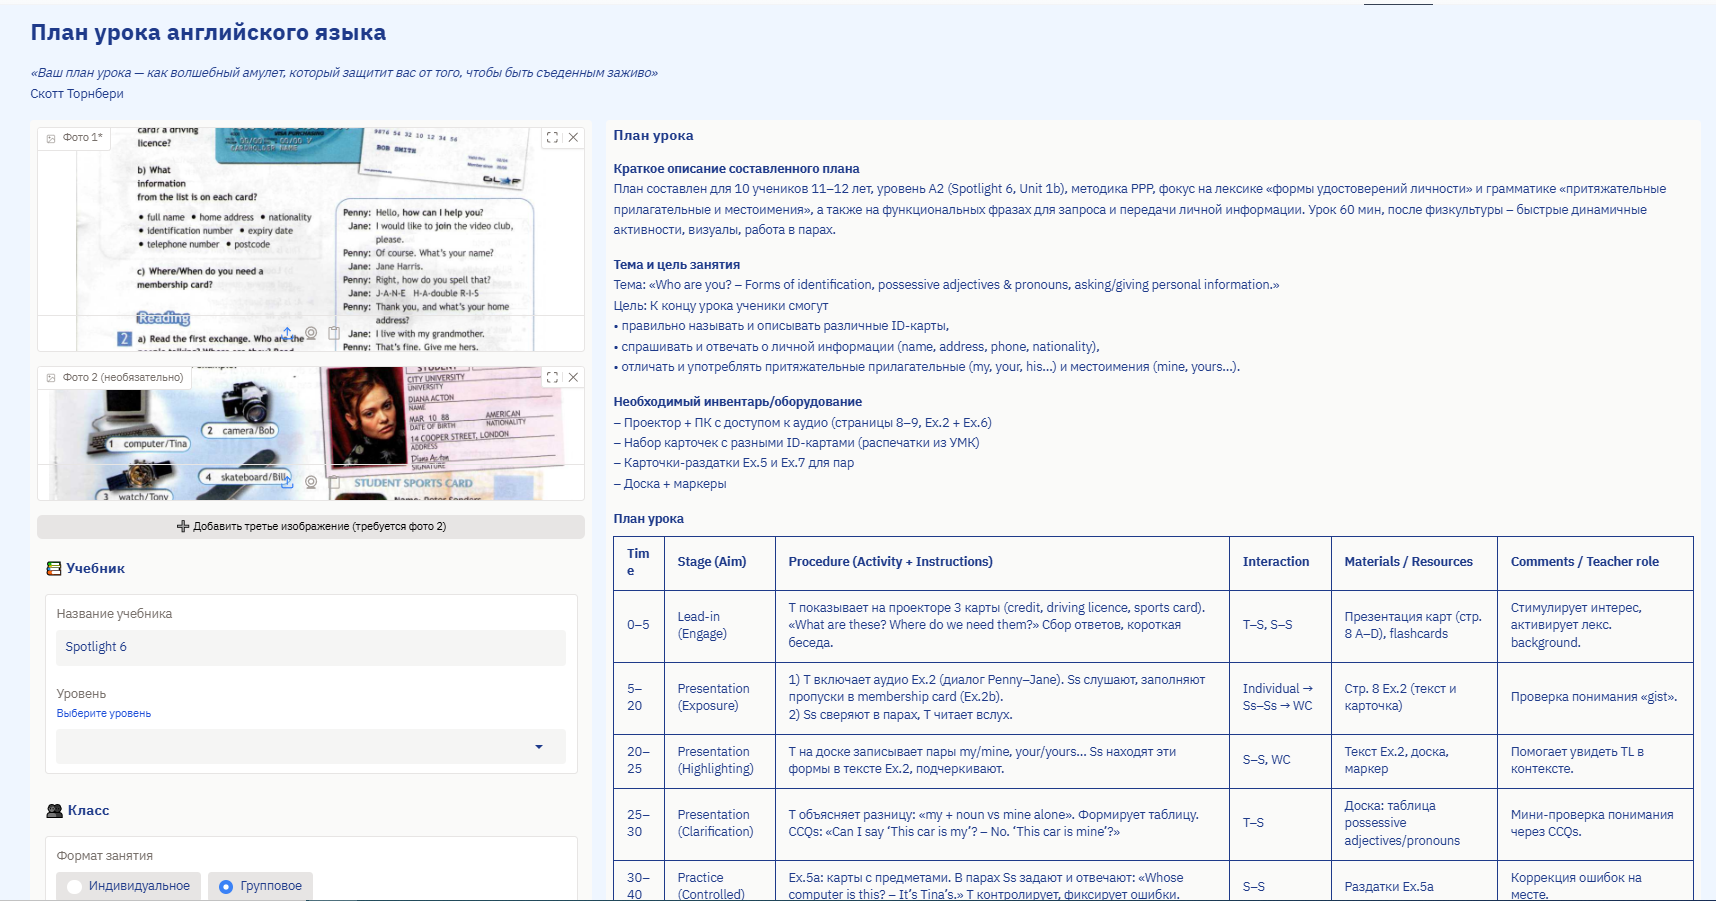 План урока английского языка
«Ваш план урока — как волшебный амулет, который защитит вас от того, чтобы быть съеденным заживо»
Скотт Торнбери
Фото 1*
card? a driving
licence?
b) What
information
from the list is on each card?
• full name • home address • nationality
• identification number • expiry date
• telephone number • postcode
c) Where/When do you need a
membership card?
Reading
2 a) Read the first exchange. Who are the
9876 54 32 10 12 34 56
BOB SMITH
Penny: Hello, how can I help you?
Jane: I would like to join the video club,
please.
Penny: Of course. What's your name?
Jane: Jane Harris.
Penny: Right, how do you spell that?
Jane: J-A-N-E H-A-double R-I-S
Penny: Thank you, and what's your home
address?
Jane: I live with my grandmother.
Penny: That's fine. Give me hers.
Фото 2 (необязательно)
1 computer/Tina
2 camera/Bob
3 watch/Tony
4 skateboard/Bill
STUDENT
CITY UNIVERSITY
UNIVERSITY
DIANA ACTON
NAME
MAR 10 88
DATE OF BIRTH
AMERICAN
NATIONALITY
14 COOPER STREET, LONDON
ADDRESS
Diana Acton
SIGNATURE
STUDENT SPORTS CARD
Добавить третье изображение (требуется фото 2)
Учебник
Название учебника
Spotlight 6
Уровень
Выберите уровень
Класс
Формат занятия
Индивидуальное
Групповое
План урока
Краткое описание составленного плана
План составлен для 10 учеников 11–12 лет, уровень A2 (Spotlight 6, Unit 1b), методика PPP, фокус на лексике «формы удостоверений личности» и грамматике «притяжательные
прилагательные и местоимения», а также на функциональных фразах для запроса и передачи личной информации. Урок 60 мин, после физкультуры – быстрые динамичные
активности, визуалы, работа в парах.
Тема и цель занятия
Тема: «Who are you? – Forms of identification, possessive adjectives & pronouns, asking/giving personal information.»
Цель: К концу урока ученики смогут
• правильно называть и описывать различные ID-карты,
• спрашивать и отвечать о личной информации (name, address, phone, nationality),
• отличать и употреблять притяжательные прилагательные (my, your, his…) и местоимения (mine, yours…).
Необходимый инвентарь/оборудование
– Проектор + ПК с доступом к аудио (страницы 8–9, Ex.2 + Ex.6)
– Набор карточек с разными ID-картами (распечатки из УМК)
– Карточки-раздатки Ex.5 и Ex.7 для пар
– Доска + маркеры
План урока
Tim
e
Stage (Aim)
Procedure (Activity + Instructions)
Interaction
Materials / Resources
Comments / Teacher role
0–5
Lead-in
(Engage)
T показывает на проекторе 3 карты (credit, driving licence, sports card).
«What are these? Where do we need them?» Сбор ответов, короткая
беседа.
T–S, S–S
Презентация карт (стр.
8 A–D), flashcards
Стимулирует интерес,
активирует лекс.
background.
5–
20
Presentation
(Exposure)
1) T включает аудио Ex.2 (диалог Penny–Jane). Ss слушают, заполняют
пропуски в membership card (Ex.2b).
2) Ss сверяют в парах, T читает вслух.
Individual →
Ss–Ss → WC
Стр. 8 Ex.2 (текст и
карточка)
Проверка понимания «gist».
20–
25
Presentation
(Highlighting)
T на доске записывает пары my/mine, your/yours… Ss находят эти
формы в тексте Ex.2, подчеркивают.
S–S, WC
Текст Ex.2, доска,
маркер
Помогает увидеть TL в
контексте.
25–
30
Presentation
(Clarification)
T объясняет разницу: «my + noun vs mine alone». Формирует таблицу.
CCQs: «Can I say ‘This car is my’? – No. ‘This car is mine’?»
T–S
Доска: таблица
possessive
adjectives/pronouns
Мини-проверка понимания
через CCQs.
30–
40
Practice
(Controlled)
Ex.5a: карты с предметами. В парах Ss задают и отвечают: «Whose
computer is this? – It’s Tina’s.» T контролирует, фиксирует ошибки.
S–S
Раздатки Ex.5a
Коррекция ошибок на
месте.